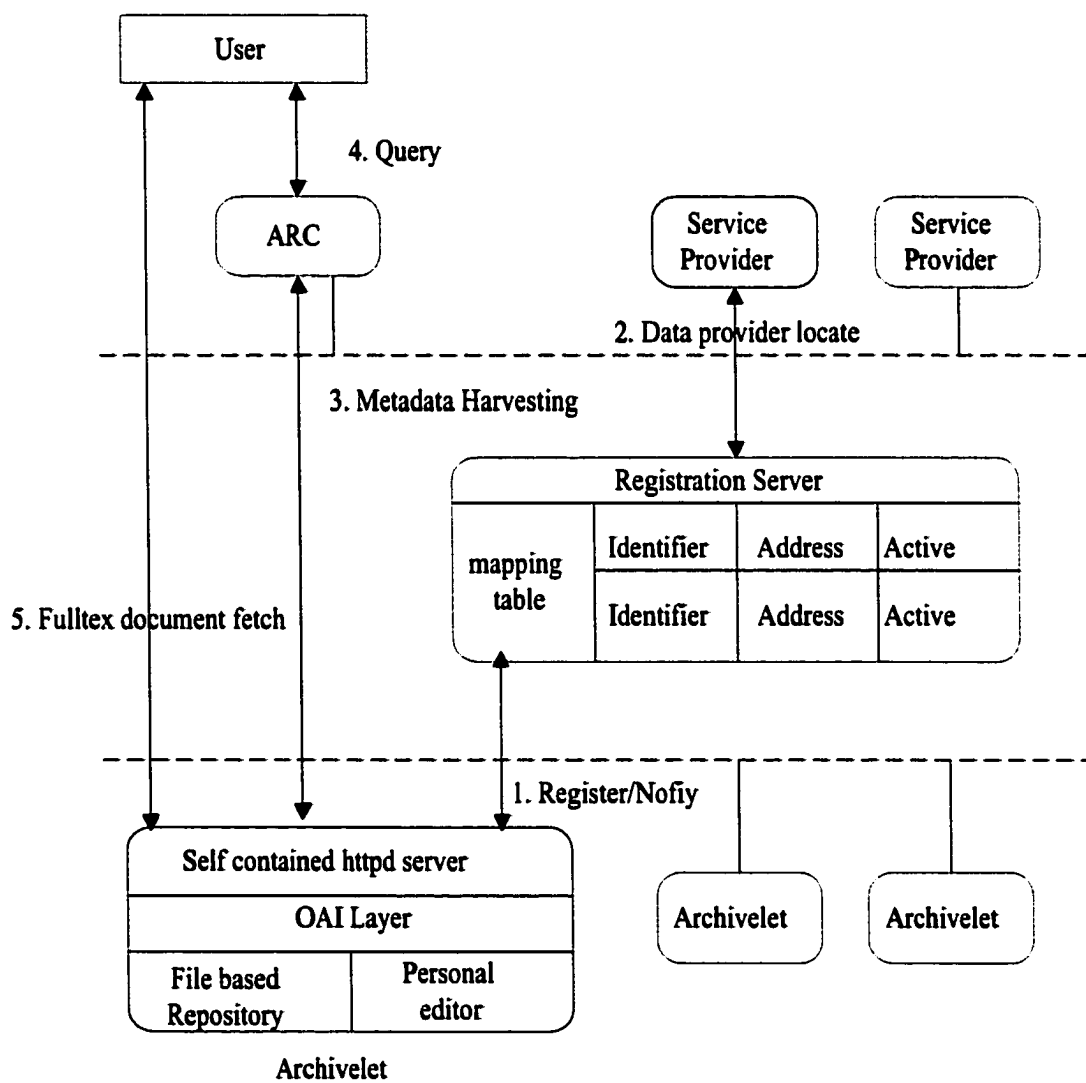 User
4. Query
ARC
Service
Provider
Service
Provider
2. Data provider locate
3. Metadata Harvesting
Registration Server
mapping
table
Identifier Address Active
Identifier Address Active
5. Fulltex document fetch
1. Register/Nofiy
Self contained httpd server
OAI Layer
File based
Repository
Personal
editor
Archivelet
Archivelet
Archivelet